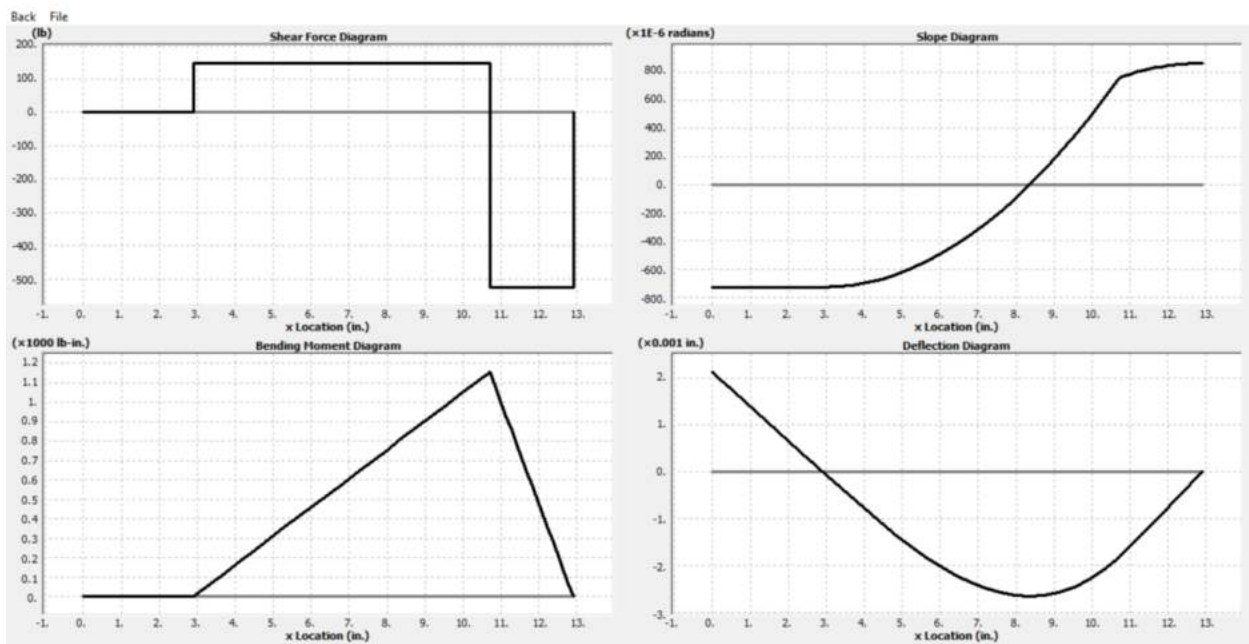 Back File
(lb)
Shear Force Diagram
200.
100.
0.
-100.
-200.
-300.
-400.
-500.
-1. 0. 1. 2. 3. 4. 5. 6. 7. 8. 9. 10. 11. 12. 13.
x Location (in.)
(×1E-6 radians)
Slope Diagram
800.
600.
400.
200.
0.
-200.
-400.
-600.
-800.
-1. 0. 1. 2. 3. 4. 5. 6. 7. 8. 9. 10. 11. 12. 13.
x Location (in.)
(×1000 lb-in.)
Bending Moment Diagram
1.2
1.1
1.
0.9
0.8
0.7
0.6
0.5
0.4
0.3
0.2
0.1
0.
-1. 0. 1. 2. 3. 4. 5. 6. 7. 8. 9. 10. 11. 12. 13.
x Location (in.)
(×0.001 in.)
Deflection Diagram
2.
1.
0.
-1.
-2.
-3.
-1. 0. 1. 2. 3. 4. 5. 6. 7. 8. 9. 10. 11. 12. 13.
x Location (in.)